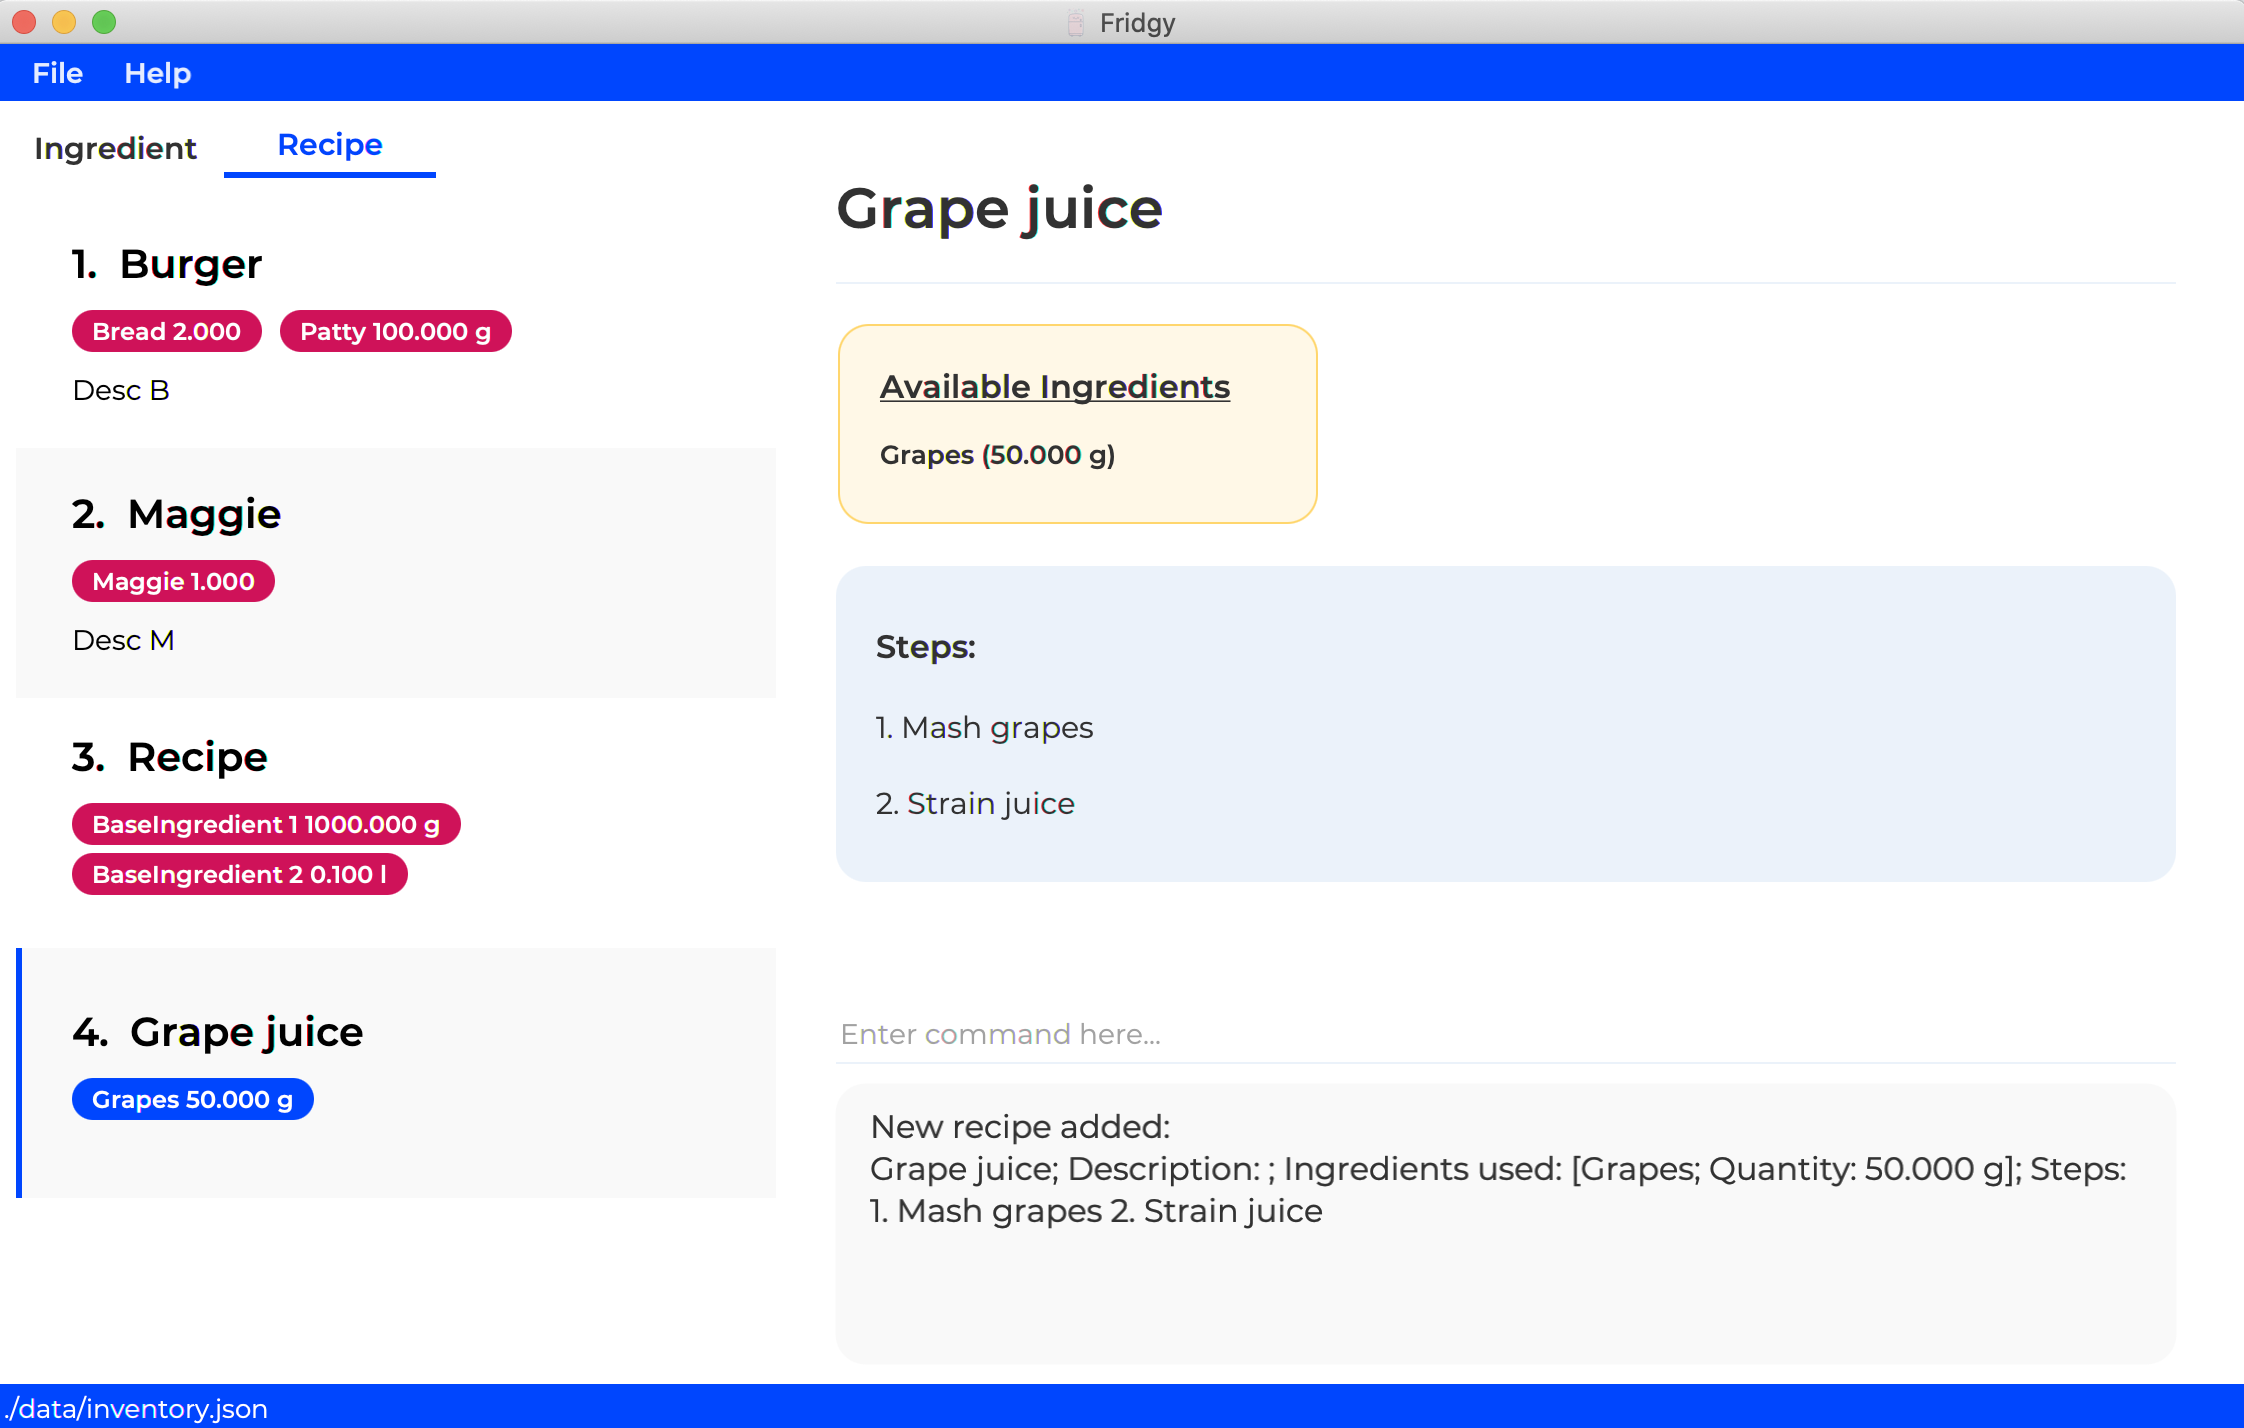 Fridgy
File Help
Ingredient Recipe
1. Burger
Bread 2.000 Patty 100.000 g
Desc B
2. Maggie
Maggie 1.000
Desc M
3. Recipe
BaseIngredient 1 1000.000 g
BaseIngredient 2 0.100 l
4. Grape juice
Grapes 50.000 g
Grape juice
Available Ingredients
Grapes (50.000 g)
Steps:
1. Mash grapes
2. Strain juice
Enter command here...
New recipe added:
Grape juice; Description: ; Ingredients used: [Grapes; Quantity: 50.000 g]; Steps:
1. Mash grapes 2. Strain juice
./data/inventory.json